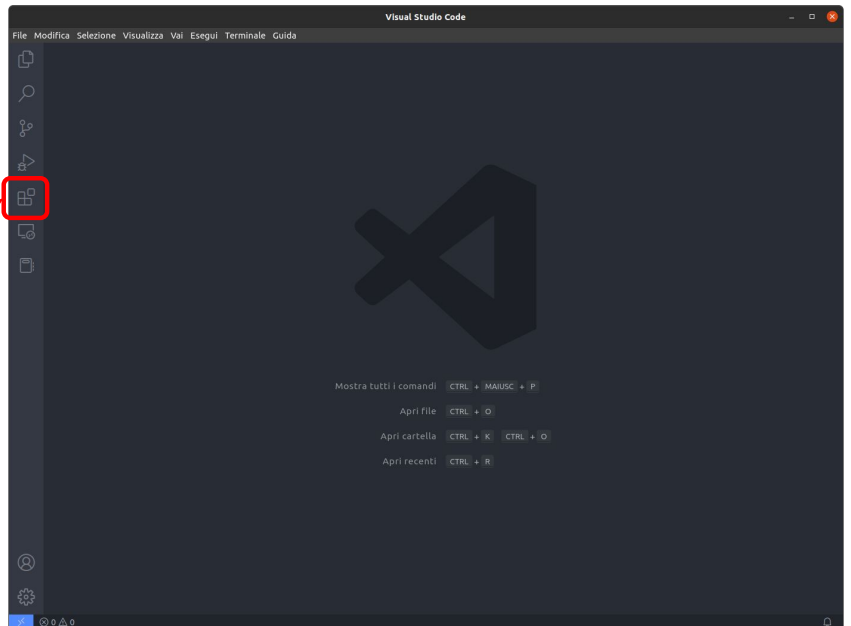 Visual Studio Code
File Modifica Selezione Visualizza Vai Esegui Terminale Guida
Mostra tutti i comandi CTRL + MAIUSC + P
Apri file CTRL + O
Apri cartella CTRL + K CTRL + O
Apri recenti CTRL + R
0 0